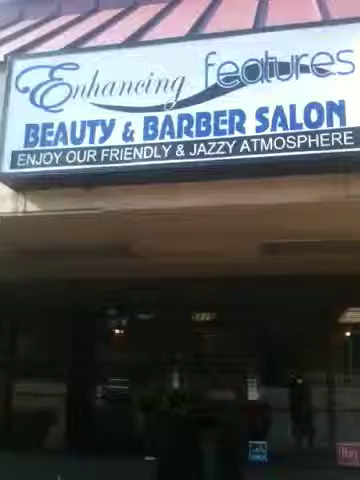 Enhancing features
BEAUTY & BARBER SALON
ENJOY OUR FRIENDLY & JAZZY ATMOSPHERE